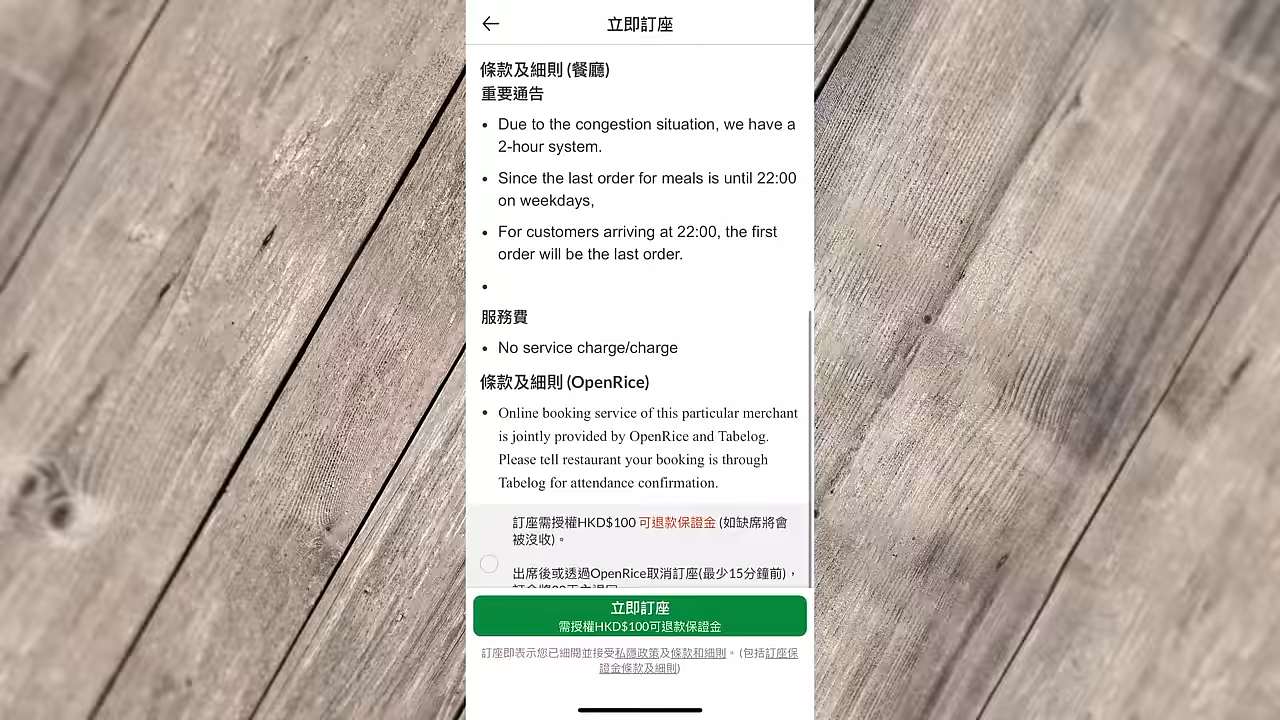 立即訂座
條款及細則 (餐廳)
重要通告
• Due to the congestion situation, we have a
2-hour system.
• Since the last order for meals is until 22:00
on weekdays,
• For customers arriving at 22:00, the first
order will be the last order.
•
服務費
• No service charge/charge
條款及細則 (OpenRice)
• Online booking service of this particular merchant
is jointly provided by OpenRice and Tabelog.
Please tell restaurant your booking is through
Tabelog for attendance confirmation.
訂座需授權HKD$100 可退款保證金 (如缺席將會
被沒收)。
出席後或透過OpenRice取消訂座(最少15分鐘前)，
立即訂座
需授權HKD$100可退款保證金
訂座即表示您已細閱並接受私隱政策及條款和細則。 (包括訂座保
證金條款及細則)